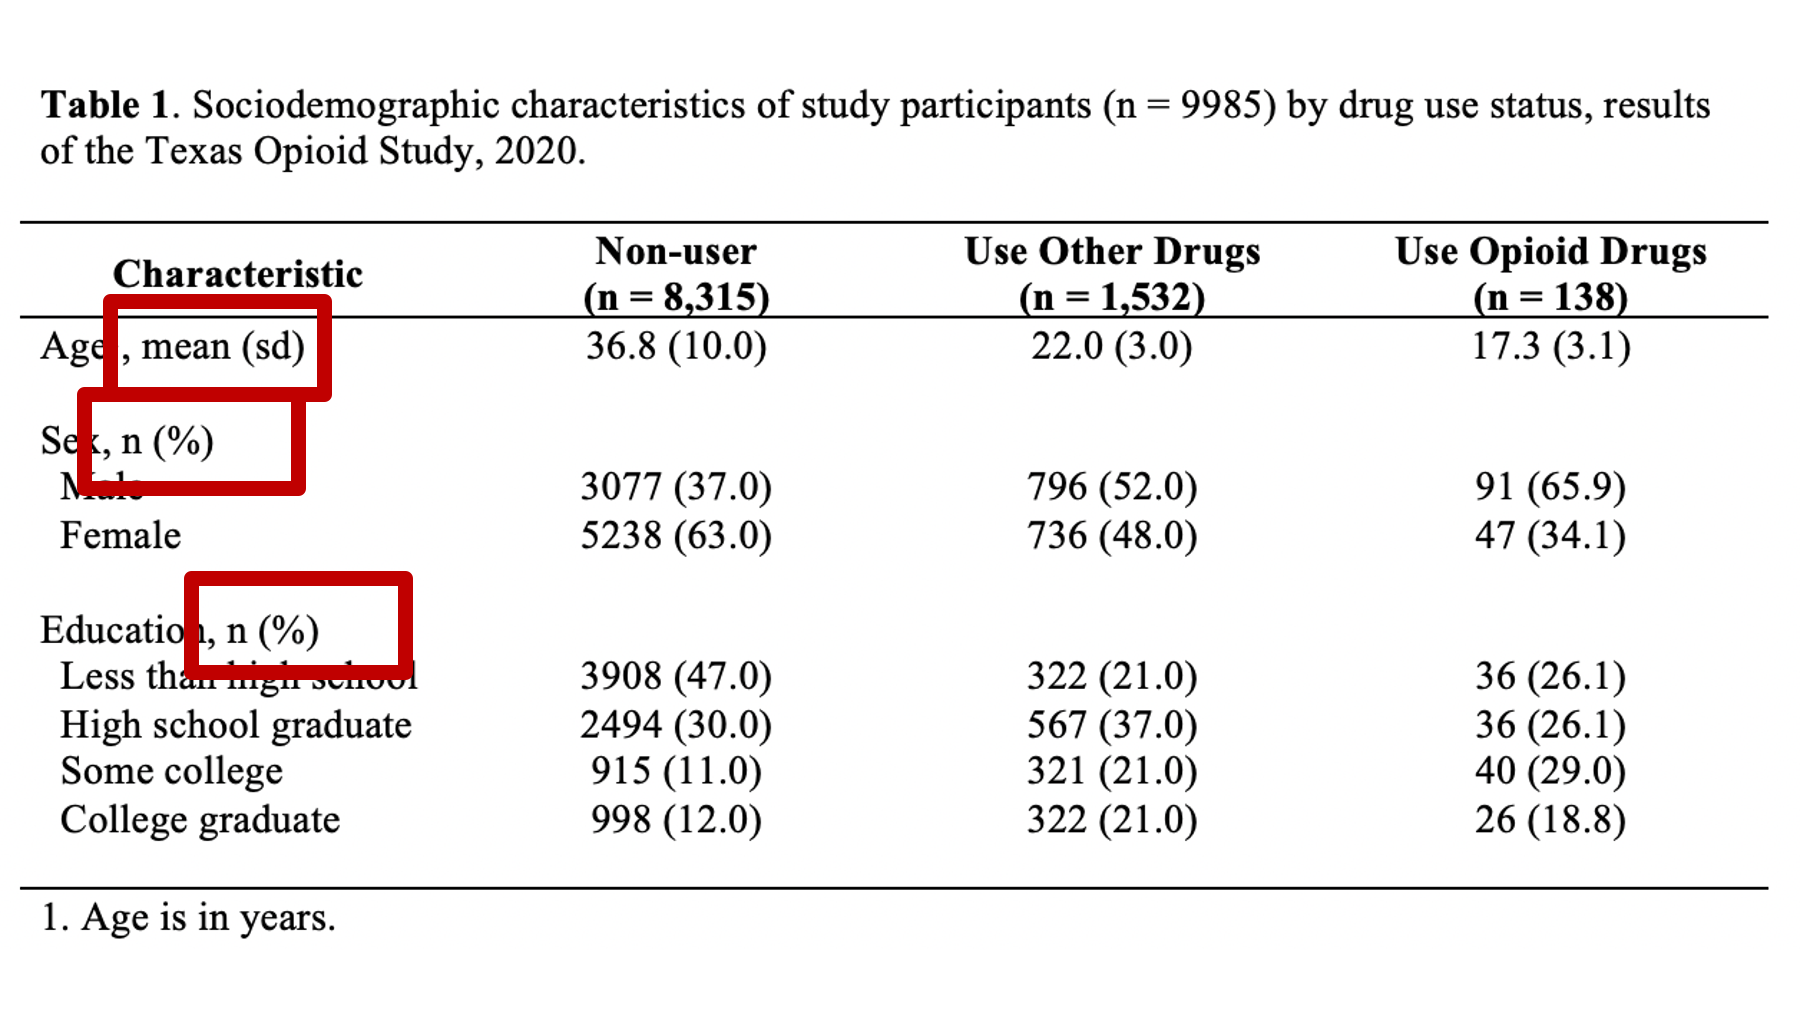 Table 1. Sociodemographic characteristics of study participants (n = 9985) by drug use status, results
of the Texas Opioid Study, 2020.
Characteristic Non-user (n = 8,315) Use Other Drugs (n = 1,532) Use Opioid Drugs (n = 138)
Age , mean (sd) 36.8 (10.0) 22.0 (3.0) 17.3 (3.1)
Sex, n (%)
Male 3077 (37.0) 796 (52.0) 91 (65.9)
Female 5238 (63.0) 736 (48.0) 47 (34.1)
Education, n (%)
Less than high school 3908 (47.0) 322 (21.0) 36 (26.1)
High school graduate 2494 (30.0) 567 (37.0) 36 (26.1)
Some college 915 (11.0) 321 (21.0) 40 (29.0)
College graduate 998 (12.0) 322 (21.0) 26 (18.8)
1. Age is in years.